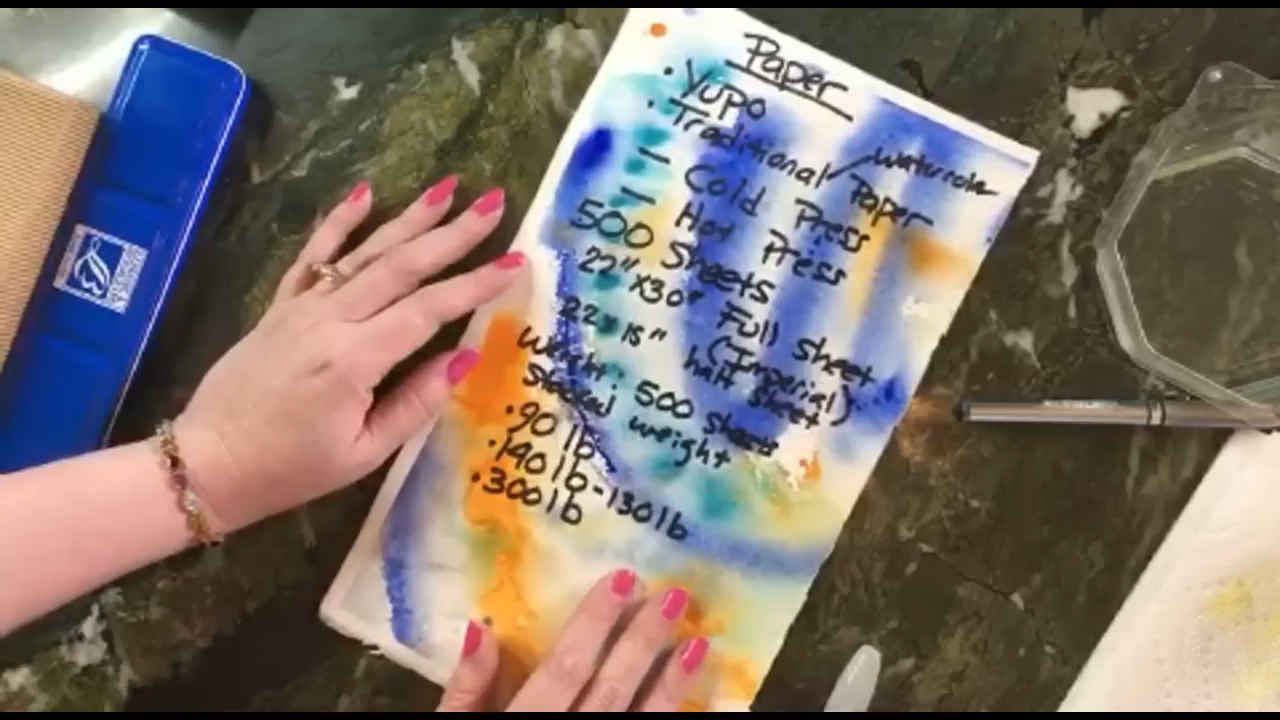 Paper
• Yupo
• Traditional / watercolor Paper
– Cold Press
– Hot Press
500 Sheets
22" x30" Full sheet
(Imperial)
22" 15" half sheet
Weight: 500 sheets
stacked weight
• 90 lb
• 140 lb - 130 lb
• 300 lb